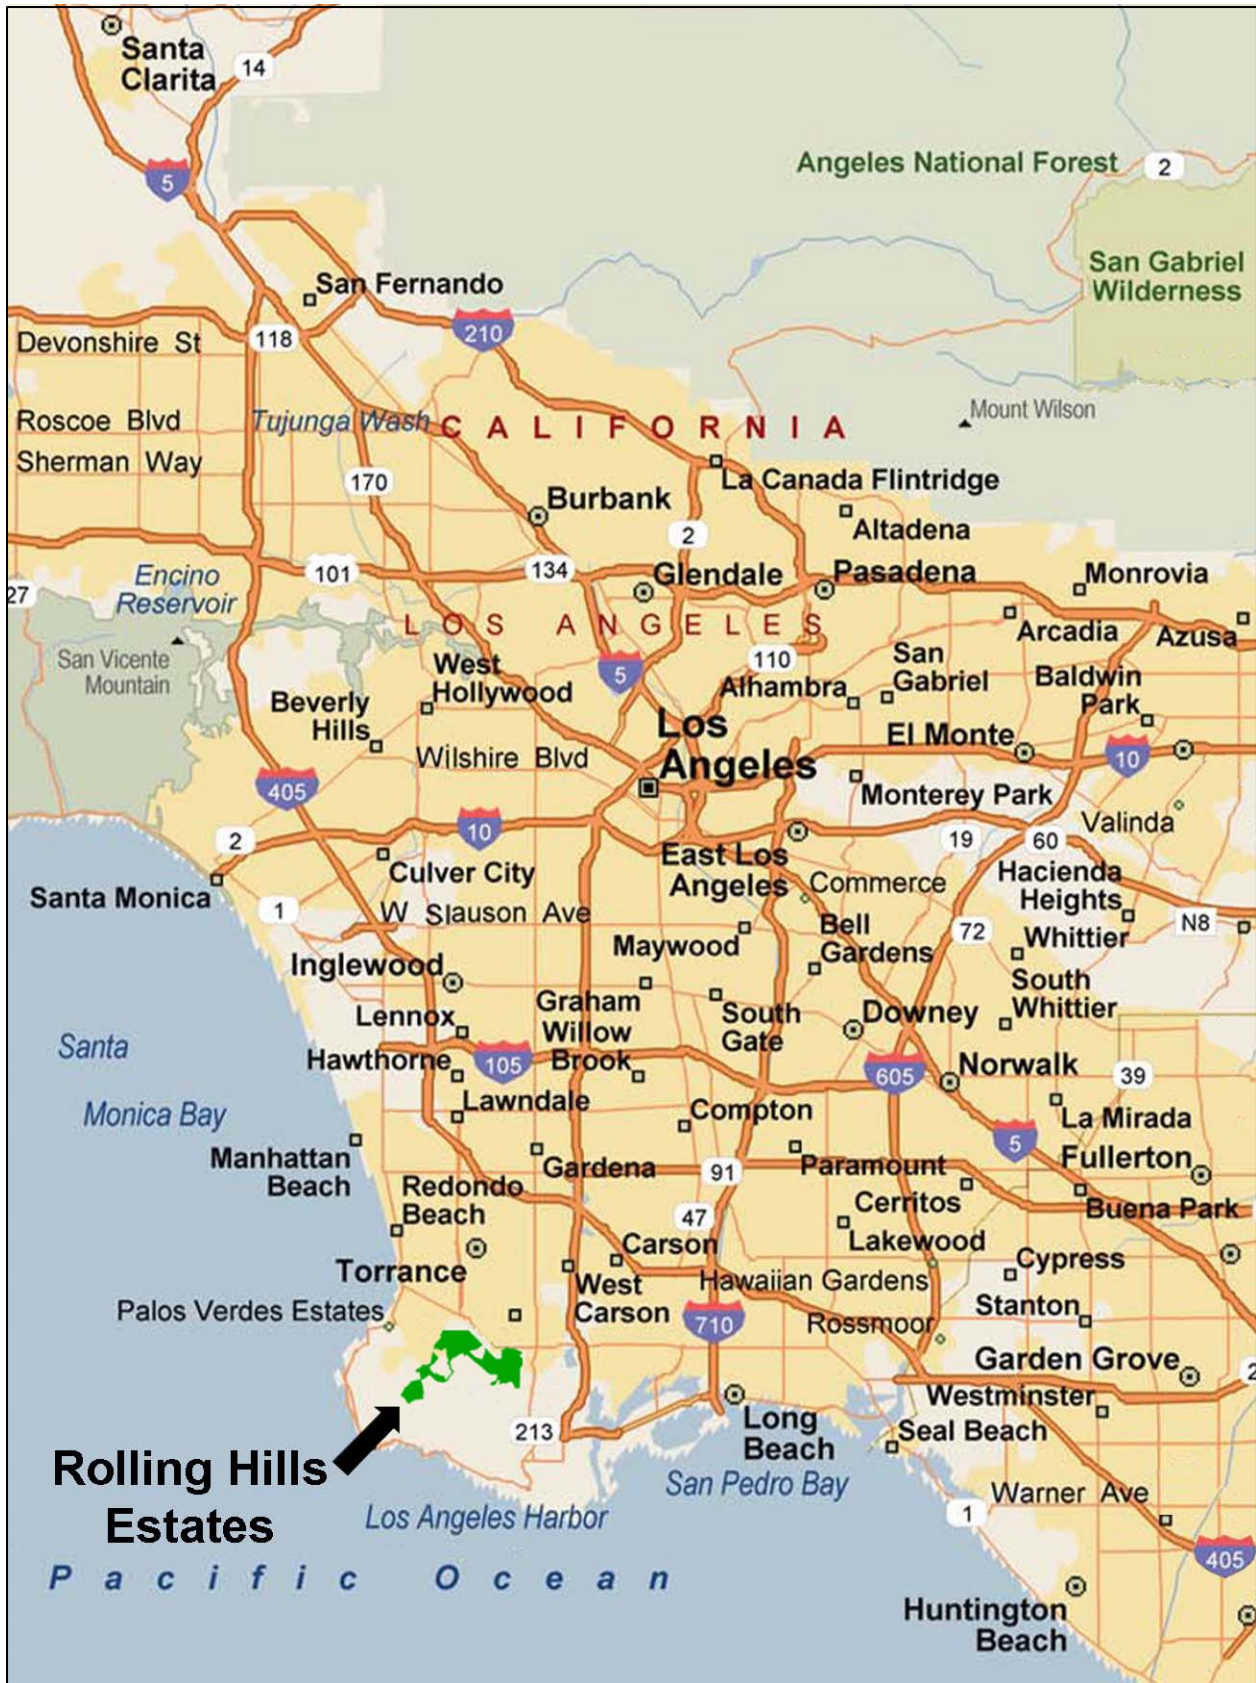 Santa
Clarita
14
5
Angeles National Forest
2
San Gabriel
Wilderness
San Fernando
210
118
Devonshire St
Mount Wilson
Roscoe Blvd
Tujunga Wash
CALIFORNIA
Sherman Way
170
La Canada Flintridge
Burbank
2
Altadena
101
134
Glendale
Pasadena
Monrovia
27
Encino
Reservoir
LOS ANGELES
Arcadia
Azusa
San Vicente
Mountain
West
Hollywood
5
110
San
Gabriel
Baldwin
Park
Alhambra
Beverly
Hills
Los
Angeles
El Monte
10
Wilshire Blvd
405
Monterey Park
Valinda
10
2
19
60
East Los
Angeles
Culver City
Commerce
Hacienda
Heights
Santa Monica
1
W Slauson Ave
N8
Maywood
Bell
Gardens
72
Whittier
Inglewood
South
Whittier
Graham
South
Gate
Downey
Lennox
Willow
Brook
Santa
Monica Bay
Hawthorne
105
605
Norwalk
39
Lawndale
Compton
La Mirada
5
Manhattan
Beach
Gardena
91
Paramount
Fullerton
Redondo
Beach
47
Cerritos
Buena Park
Lakewood
Carson
Cypress
Torrance
West
Carson
Hawaiian Gardens
Palos Verdes Estates
Stanton
710
Rossmoor
Garden Grove
2
Westminster
213
Long
Beach
Seal Beach
Rolling Hills
Estates
San Pedro Bay
Warner Ave
Los Angeles Harbor
1
405
Pacific Ocean
Huntington
Beach